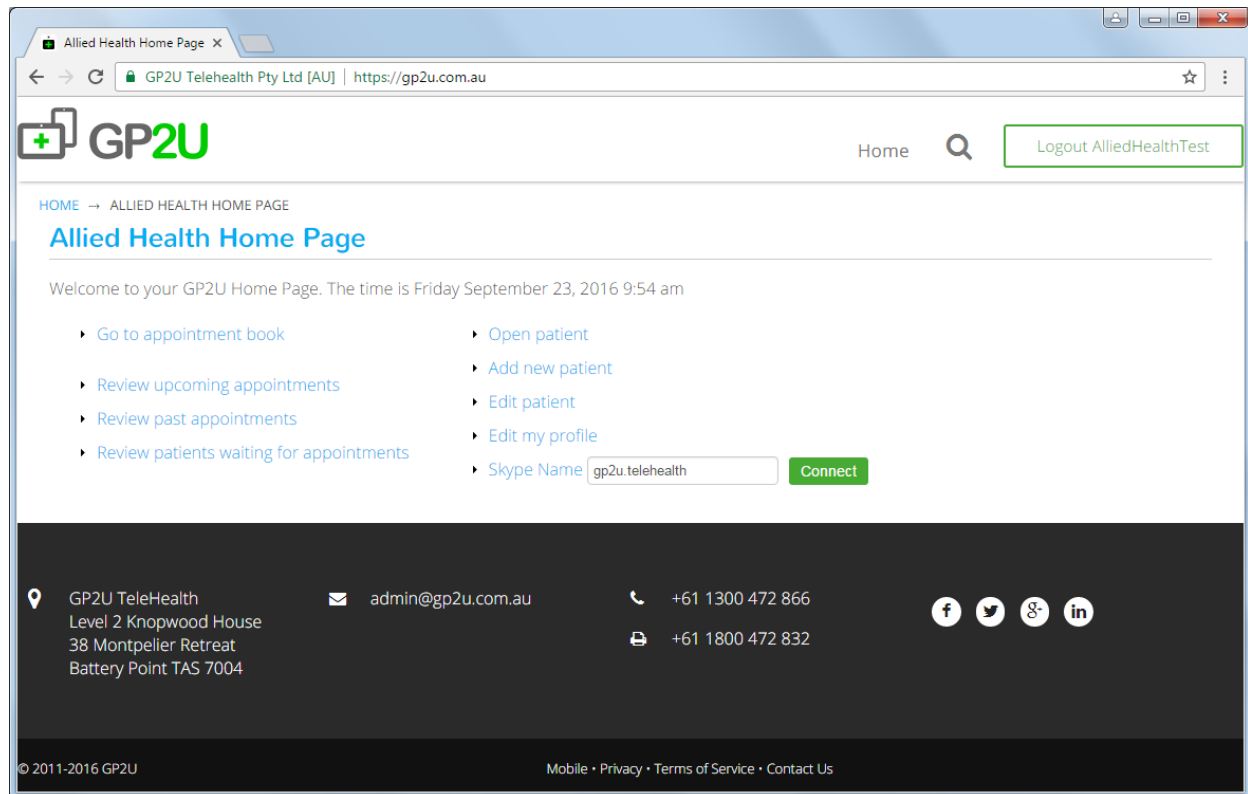 Allied Health Home Page
GP2U Telehealth Pty Ltd [AU] | https://gp2u.com.au
GP2U
Home
Logout AlliedHealthTest
HOME → ALLIED HEALTH HOME PAGE
Allied Health Home Page
Welcome to your GP2U Home Page. The time is Friday September 23, 2016 9:54 am
Go to appointment book
Review upcoming appointments
Review past appointments
Review patients waiting for appointments
Open patient
Add new patient
Edit patient
Edit my profile
Skype Name gp2u.telehealth Connect
GP2U TeleHealth
Level 2 Knopwood House
38 Montpelier Retreat
Battery Point TAS 7004
admin@gp2u.com.au
+61 1300 472 866
+61 1800 472 832
© 2011-2016 GP2U
Mobile • Privacy • Terms of Service • Contact Us